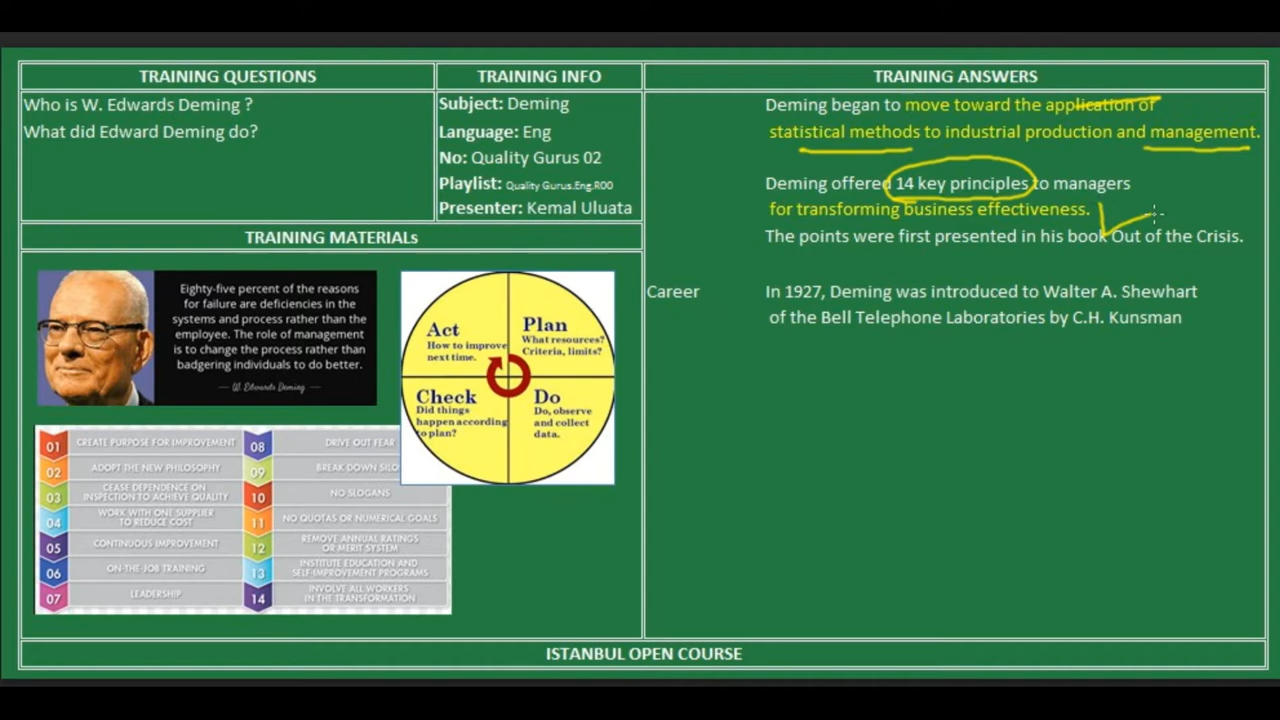 TRAINING QUESTIONS
Who is W. Edwards Deming ?
What did Edward Deming do?
TRAINING INFO
Subject: Deming
Language: Eng
No: Quality Gurus 02
Playlist: Quality Gurus.Eng.R00
Presenter: Kemal Uluata
TRAINING MATERIALs
Eighty-five percent of the reasons
for failure are deficiencies in the
systems and process rather than the
employee. The role of management
is to change the process rather than
badgering individuals to do better.
— W. Edwards Deming —
Act
How to improve
next time.
Plan
What resources?
Criteria, limits?
Check
Did things
happen according
to plan?
Do
Do, observe
and collect
data.
01 CREATE PURPOSE FOR IMPROVEMENT
02 ADOPT THE NEW PHILOSOPHY
03 CEASE DEPENDENCE ON
INSPECTION TO ACHIEVE QUALITY
04 WORK WITH ONE SUPPLIER
TO REDUCE COST
05 CONTINUOUS IMPROVEMENT
06 ON-THE-JOB TRAINING
07 LEADERSHIP
08 DRIVE OUT FEAR
09 BREAK DOWN SILO
10 NO SLOGANS
11 NO QUOTAS OR NUMERICAL GOALS
12 REMOVE ANNUAL RATINGS
OR MERIT SYSTEM
13 INSTITUTE EDUCATION AND
SELF-IMPROVEMENT PROGRAMS
14 INVOLVE ALL WORKERS
IN THE TRANSFORMATION
TRAINING ANSWERS
Deming began to move toward the application of
statistical methods to industrial production and management.
Deming offered 14 key principles to managers
for transforming business effectiveness.
The points were first presented in his book Out of the Crisis.
Career In 1927, Deming was introduced to Walter A. Shewhart
of the Bell Telephone Laboratories by C.H. Kunsman
ISTANBUL OPEN COURSE